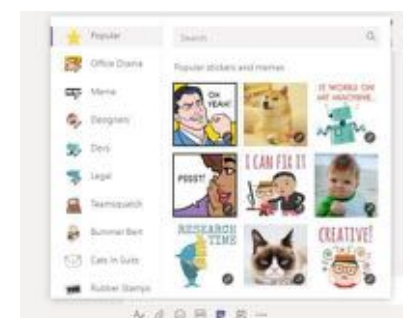 Popular
Office Drama
Meme
Designers
Devs
Legal
Teamsquatch
Bummer Bert
Cats In Suits
Rubber Stamps
Search
Popular stickers and memes
OH
YEAH!
IT WORKS ON
MY MACHINE...
PSSST!
I CAN FIX IT
RESEARCH
TIME
CREATIVE!